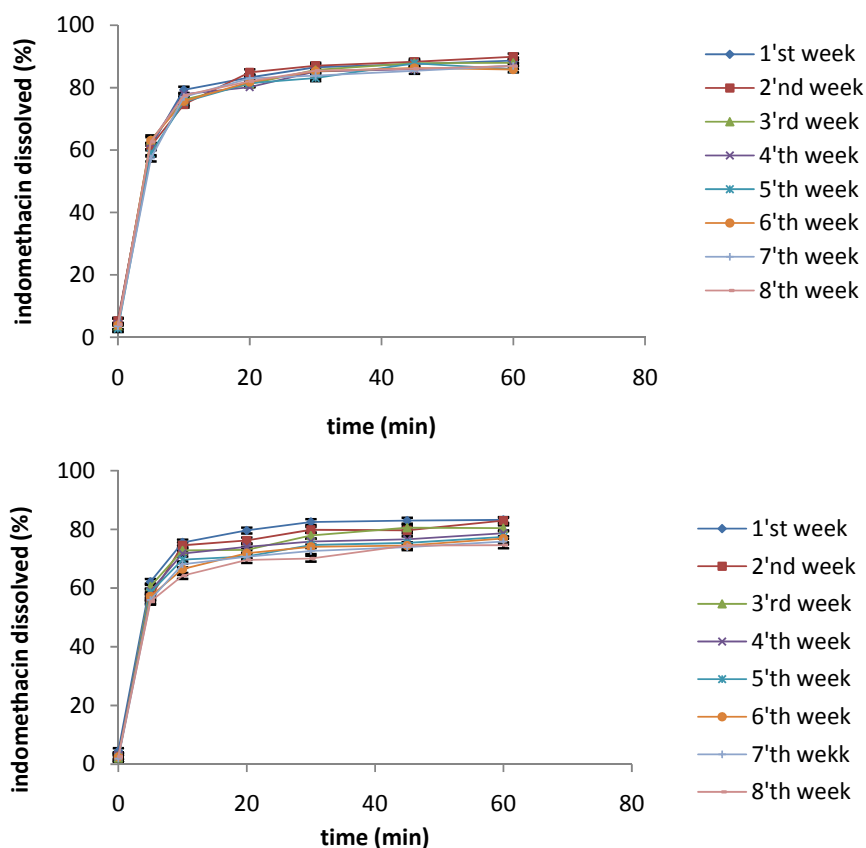 100
80
60
40
20
0
indomethacin dissolved (%)
0 20 40 60 80
time (min)
1'st week
2'nd week
3'rd week
4'th week
5'th week
6'th week
7'th week
8'th week
100
80
60
40
20
0
indomethacin dissolved (%)
0 20 40 60 80
time (min)
1'st week
2'nd week
3'rd week
4'th week
5'th week
6'th week
7'th wekk
8'th week